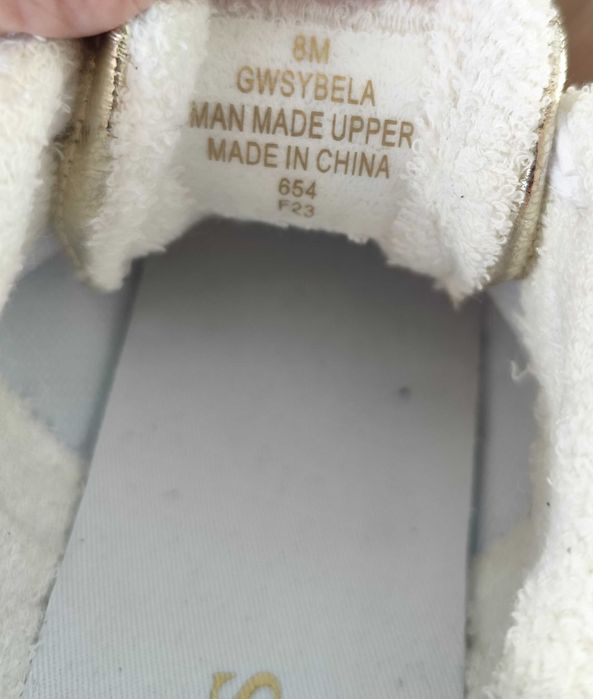 8M
GWSYBELA
MAN MADE UPPER
MADE IN CHINA
654
F23